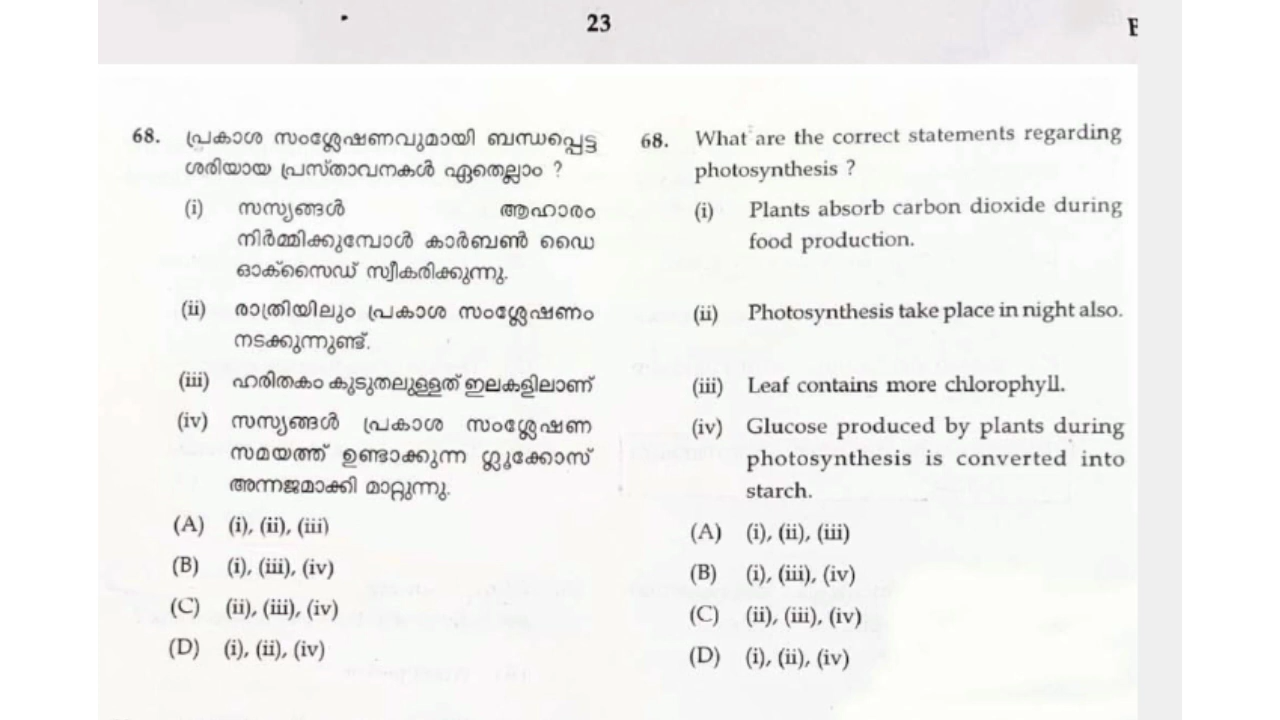 23
68. പ്രകാശ സംശ്ലേഷണവുമായി ബന്ധപ്പെട്ട
ശരിയായ പ്രസ്താവനകൾ ഏതെല്ലാം ?
(i) സസ്യങ്ങൾ ആഹാരം
നിർമ്മിക്കുമ്പോൾ കാർബൺ ഡൈ
ഓക്സൈഡ് സ്വീകരിക്കുന്നു.
(ii) രാത്രിയിലും പ്രകാശ സംശ്ലേഷണം
നടക്കുന്നുണ്ട്.
(iii) ഹരിതകം കൂടുതലുള്ളത് ഇലകളിലാണ്
(iv) സസ്യങ്ങൾ പ്രകാശ സംശ്ലേഷണ
സമയത്ത് ഉണ്ടാക്കുന്ന ഗ്ലൂക്കോസ്
അന്നജമാക്കി മാറ്റുന്നു.
(A) (i), (ii), (iii)
(B) (i), (iii), (iv)
(C) (ii), (iii), (iv)
(D) (i), (ii), (iv)
68. What are the correct statements regarding
photosynthesis ?
(i) Plants absorb carbon dioxide during
food production.
(ii) Photosynthesis take place in night also.
(iii) Leaf contains more chlorophyll.
(iv) Glucose produced by plants during
photosynthesis is converted into
starch.
(A) (i), (ii), (iii)
(B) (i), (iii), (iv)
(C) (ii), (iii), (iv)
(D) (i), (ii), (iv)